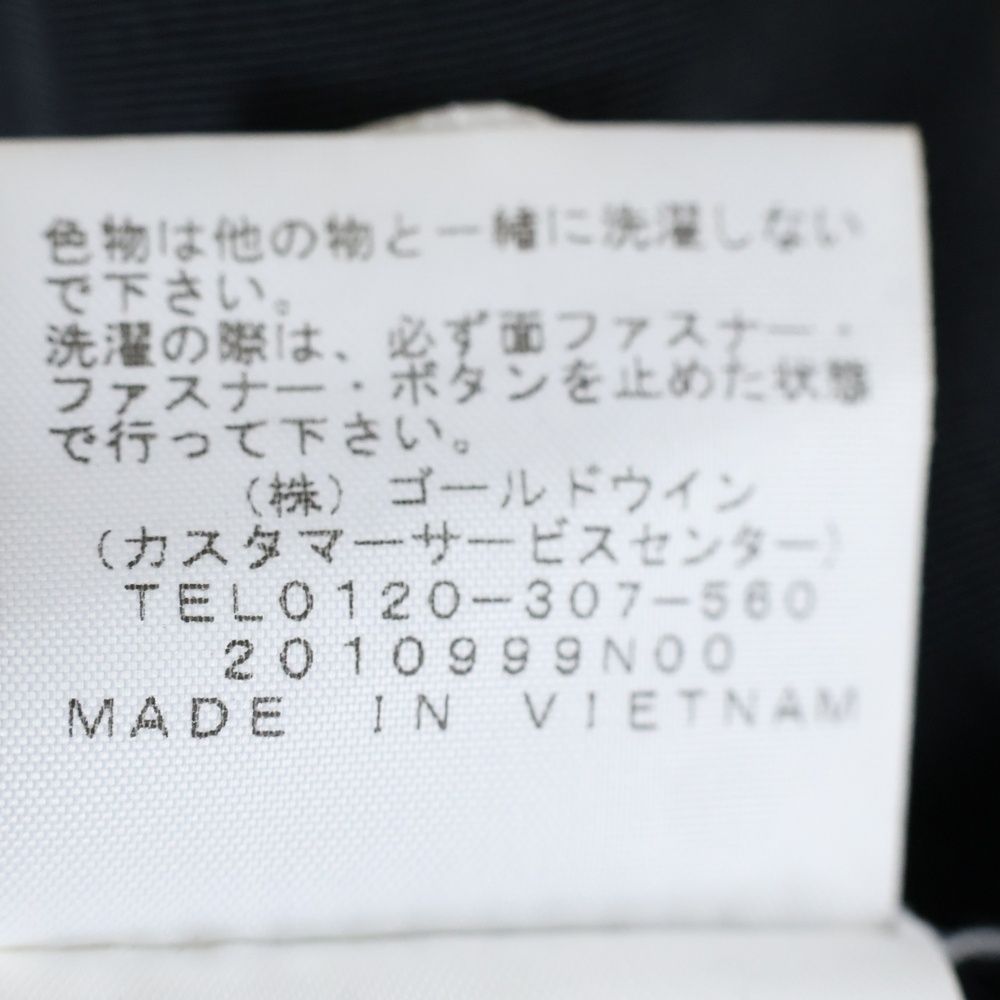 色物は他の物と一緒に洗濯しない
で下さい。
洗濯の際は、必ず面ファスナー・
ファスナー・ボタンを止めた状態
で行って下さい。
(株) ゴールドウイン
(カスタマーサービスセンター)
TEL0120-307-560
2010999N00
MADE IN VIETNAM